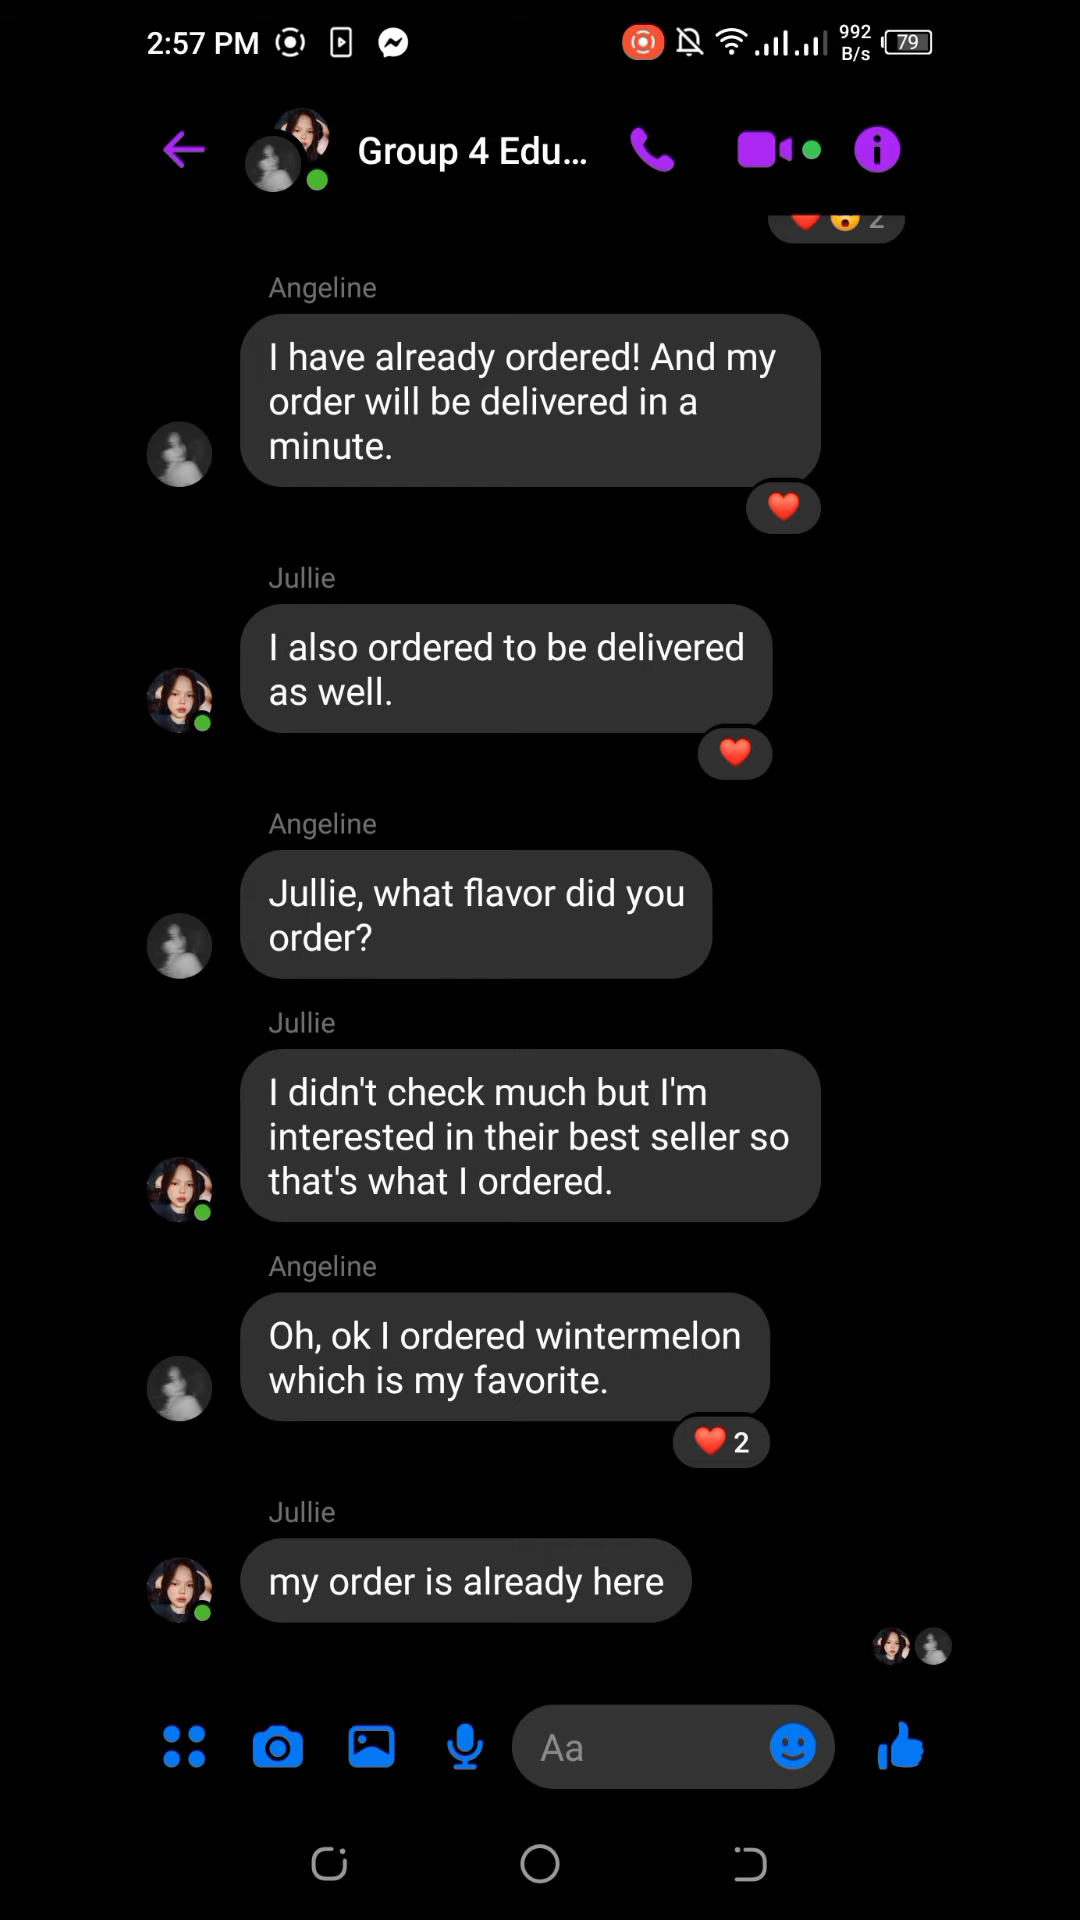 2:57 PM
992
B/s
79
Group 4 Edu...
2
Angeline
I have already ordered! And my
order will be delivered in a
minute.
Jullie
I also ordered to be delivered
as well.
Angeline
Jullie, what flavor did you
order?
Jullie
I didn't check much but I'm
interested in their best seller so
that's what I ordered.
Angeline
Oh, ok I ordered wintermelon
which is my favorite.
2
Jullie
my order is already here
Aa